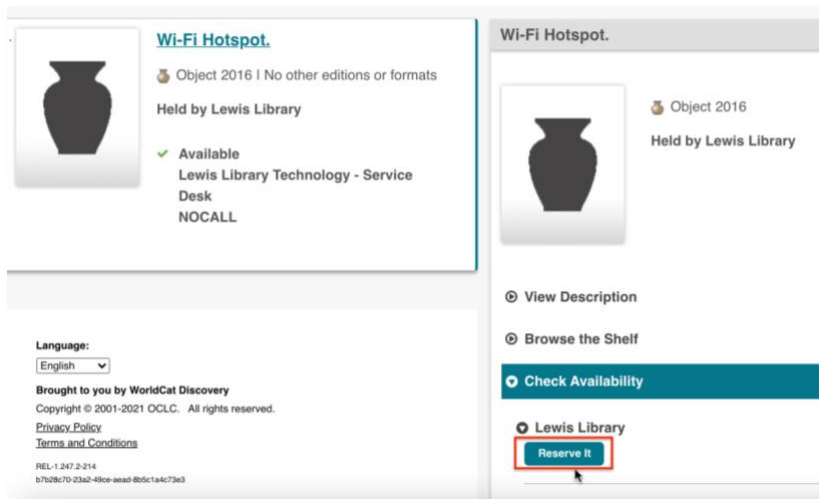 Wi-Fi Hotspot.
Object 2016 | No other editions or formats
Held by Lewis Library
Available
Lewis Library Technology - Service
Desk
NOCALL
Language:
English
Brought to you by WorldCat Discovery
Copyright © 2001-2021 OCLC. All rights reserved.
Privacy Policy
Terms and Conditions
REL-1.247.2-214
b7b28c70-23a2-49ce-aead-8b5c1a4c73e3
Wi-Fi Hotspot.
Object 2016
Held by Lewis Library
View Description
Browse the Shelf
Check Availability
Lewis Library
Reserve It